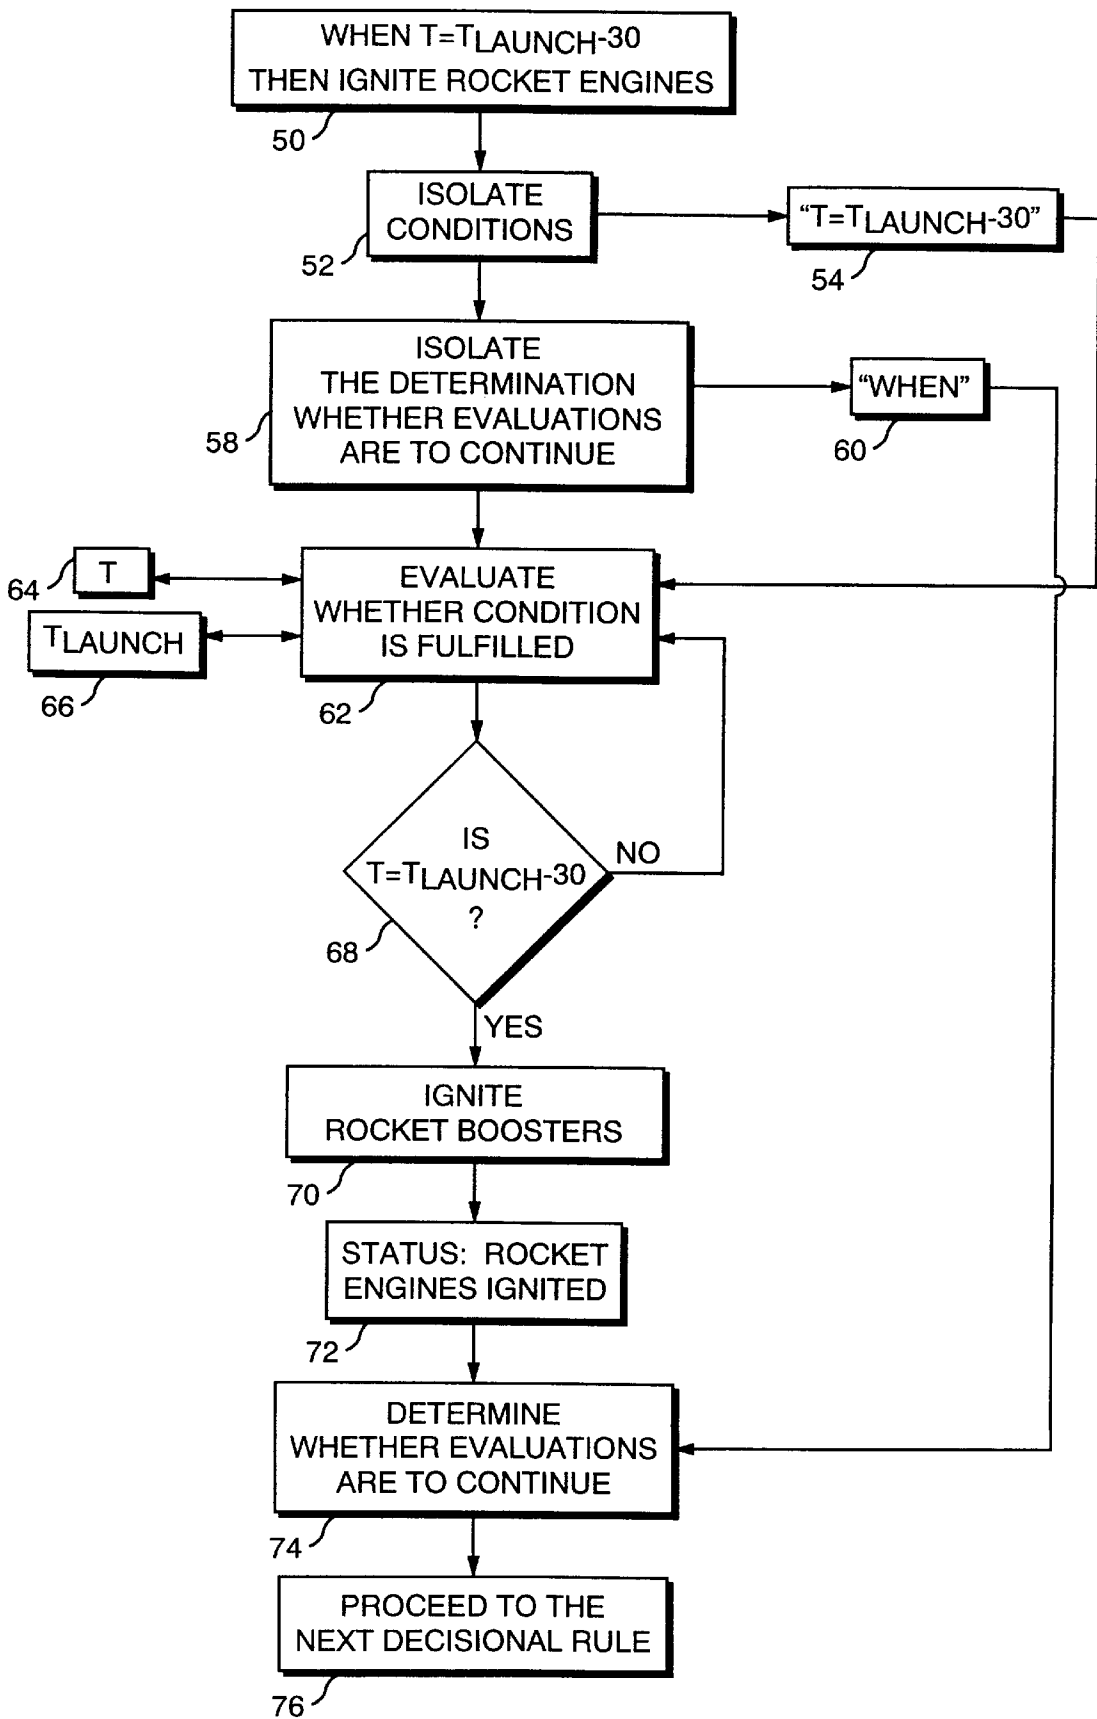 WHEN T=TLAUNCH-30
THEN IGNITE ROCKET ENGINES
50
ISOLATE
CONDITIONS
52
“T=TLAUNCH-30”
54
ISOLATE
THE DETERMINATION
WHETHER EVALUATIONS
ARE TO CONTINUE
58
“WHEN”
60
T
64
TLAUNCH
66
EVALUATE
WHETHER CONDITION
IS FULFILLED
62
IS
T=TLAUNCH-30
?
68
NO
YES
IGNITE
ROCKET BOOSTERS
70
STATUS: ROCKET
ENGINES IGNITED
72
DETERMINE
WHETHER EVALUATIONS
ARE TO CONTINUE
74
PROCEED TO THE
NEXT DECISIONAL RULE
76